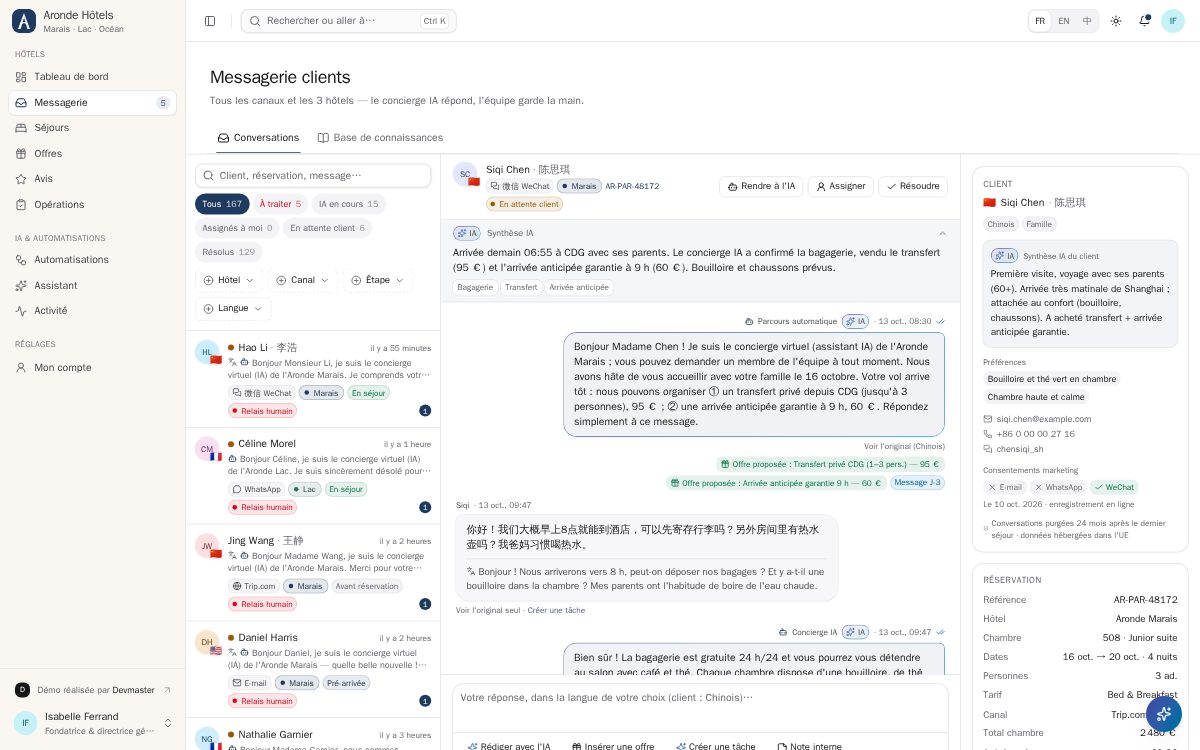 Aronde Hôtels
Marais · Lac · Océan
HÔTELS
Tableau de bord
Messagerie 5
Séjours
Offres
Avis
Opérations
IA & AUTOMATISATIONS
Automatisations
Assistant
Activité
RÉGLAGES
Mon compte
D Démo réalisée par Devmaster
IF Isabelle Ferrand
Fondatrice & directrice gé…
Rechercher ou aller à… Ctrl K
FR EN 中
IF
Messagerie clients
Tous les canaux et les 3 hôtels — le concierge IA répond, l'équipe garde la main.
Conversations Base de connaissances
Client, réservation, message…
Tous 167 À traiter 5 IA en cours 15
Assignés à moi 0 En attente client 6
Résolus 129
Hôtel Canal Étape
Langue
HL Hao Li · 李浩 il y a 55 minutes
Bonjour Monsieur Li, je suis le concierge
virtuel (IA) de l'Aronde Marais. Je comprends votr…
微信 WeChat Marais En séjour
Relais humain 1
CM Céline Morel il y a 1 heure
Bonjour Céline, je suis le concierge virtuel (IA)
de l'Aronde Lac. Je suis sincèrement désolé pour…
WhatsApp Lac En séjour
Relais humain 1
JW Jing Wang · 王静 il y a 2 heures
Bonjour Madame Wang, je suis le concierge
virtuel (IA) de l'Aronde Marais. Merci pour votre…
Trip.com Marais Avant réservation
Relais humain 1
DH Daniel Harris il y a 2 heures
Bonjour Daniel, je suis le concierge virtuel
(IA) de l'Aronde Marais — quelle belle nouvelle !…
E-mail Marais Pré-arrivée
Relais humain 1
NG Nathalie Garnier il y a 3 heures
SC Siqi Chen · 陈思琪
微信 WeChat Marais AR-PAR-48172
En attente client
Rendre à l'IA Assigner Résoudre
IA Synthèse IA
Arrivée demain 06:55 à CDG avec ses parents. Le concierge IA a confirmé la bagagerie, vendu le transfert
(95 €) et l'arrivée anticipée garantie à 9 h (60 €). Bouilloire et chaussons prévus.
Bagagerie Transfert Arrivée anticipée
Parcours automatique IA · 13 oct., 08:30
Bonjour Madame Chen ! Je suis le concierge virtuel (assistant IA) de l'Aronde
Marais ; vous pouvez demander un membre de l'équipe à tout moment. Nous
avons hâte de vous accueillir avec votre famille le 16 octobre. Votre vol arrive
tôt : nous pouvons organiser ① un transfert privé depuis CDG (jusqu'à 3
personnes), 95 € ; ② une arrivée anticipée garantie à 9 h, 60 €. Répondez
simplement à ce message.
Voir l'original (Chinois)
Offre proposée : Transfert privé CDG (1–3 pers.) — 95 €
Offre proposée : Arrivée anticipée garantie 9 h — 60 € Message J-3
Siqi · 13 oct., 09:47
你好！我们大概早上8点就能到酒店，可以先寄存行李吗？另外房间里有热水
壶吗？我爸妈习惯喝热水。
Bonjour ! Nous arriverons vers 8 h, peut-on déposer nos bagages ? Et y a-t-il une
bouilloire dans la chambre ? Mes parents ont l'habitude de boire de l'eau chaude.
Voir l'original seul · Créer une tâche
Concierge IA IA · 13 oct., 09:47
Bien sûr ! La bagagerie est gratuite 24 h/24 et vous pourrez vous détendre
au salon avec café et thé. Chaque chambre dispose d'une bouilloire, de thé
Votre réponse, dans la langue de votre choix (client : Chinois)…
Rédiger avec l'IA Insérer une offre Créer une tâche Note interne
CLIENT
Siqi Chen · 陈思琪
Chinois Famille
IA Synthèse IA du client
Première visite, voyage avec ses parents
(60+). Arrivée très matinale de Shanghai ;
attachée au confort (bouilloire,
chaussons). A acheté transfert + arrivée
anticipée garantie.
Préférences
Bouilloire et thé vert en chambre
Chambre haute et calme
siqi.chen@example.com
+86 0 00 00 27 16
chensiqi_sh
Consentements marketing
E-mail WhatsApp WeChat
Le 10 oct. 2026 · enregistrement en ligne
Conversations purgées 24 mois après le dernier
séjour · données hébergées dans l'UE
RÉSERVATION
Référence AR-PAR-48172
Hôtel Aronde Marais
Chambre 508 · Junior suite
Dates 16 oct. → 20 oct. · 4 nuits
Personnes 3 ad.
Tarif Bed & Breakfast
Canal
Total chambre 2 480 €